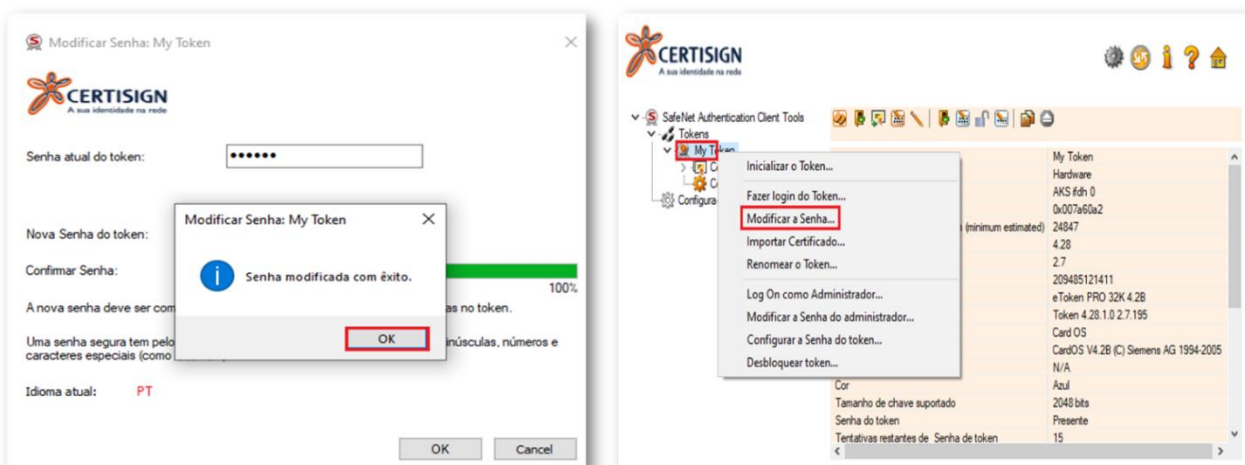 Modificar Senha: My Token
CERTISIGN
A sua identidade na rede
Senha atual do token:
Nova Senha do token:
Confirmar Senha:
100%
A nova senha deve ser com
as no token.
Uma senha segura tem pelo
inúsculas, números e
caracteres especiais (como
Idioma atual: PT
OK Cancel
Modificar Senha: My Token
Senha modificada com êxito.
OK
CERTISIGN
A sua identidade na rede
SafeNet Authentication Client Tools
Tokens
My Token
Configura
Inicializar o Token...
Fazer login do Token...
Modificar a Senha...
Importar Certificado...
Renomear o Token...
Log On como Administrador...
Modificar a Senha do administrador...
Configurar a Senha do token...
Desbloquear token...
My Token
Hardware
AKS ifdh 0
0x007a60a2
(minimum estimated) 24847
4.28
2.7
209485121411
eToken PRO 32K 4.2B
Token 4.28.1.0 2.7.195
Card OS
CardOS V4.2B (C) Siemens AG 1994-2005
N/A
Cor Azul
Tamanho de chave suportado 2048 bits
Senha do token Presente
Tentativas restantes de Senha de token 15